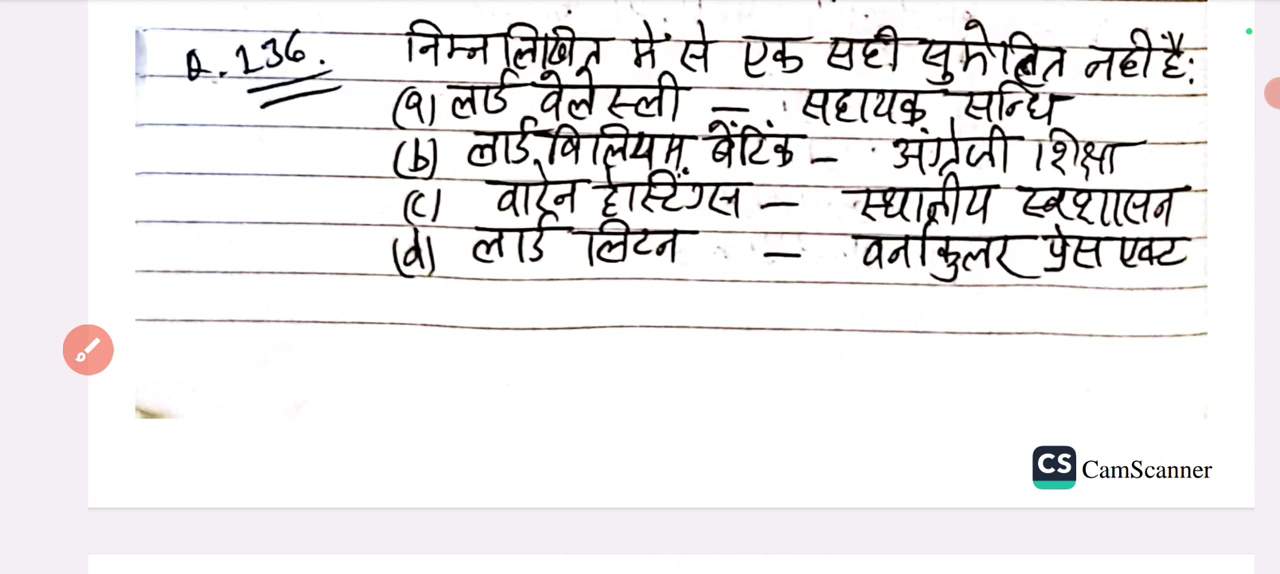 Q. 136. निम्नलिखित में से एक सही सुमेलित नही है:
(a) लार्ड वेलेस्ली – सहायक सन्धि
(b) लार्ड विलियम बेंटिंक – अंग्रेजी शिक्षा
(c) वारेन हास्टिंग्स – स्थानीय स्वशासन
(d) लार्ड लिटन – वर्नाकुलर प्रेस एक्ट
CS CamScanner